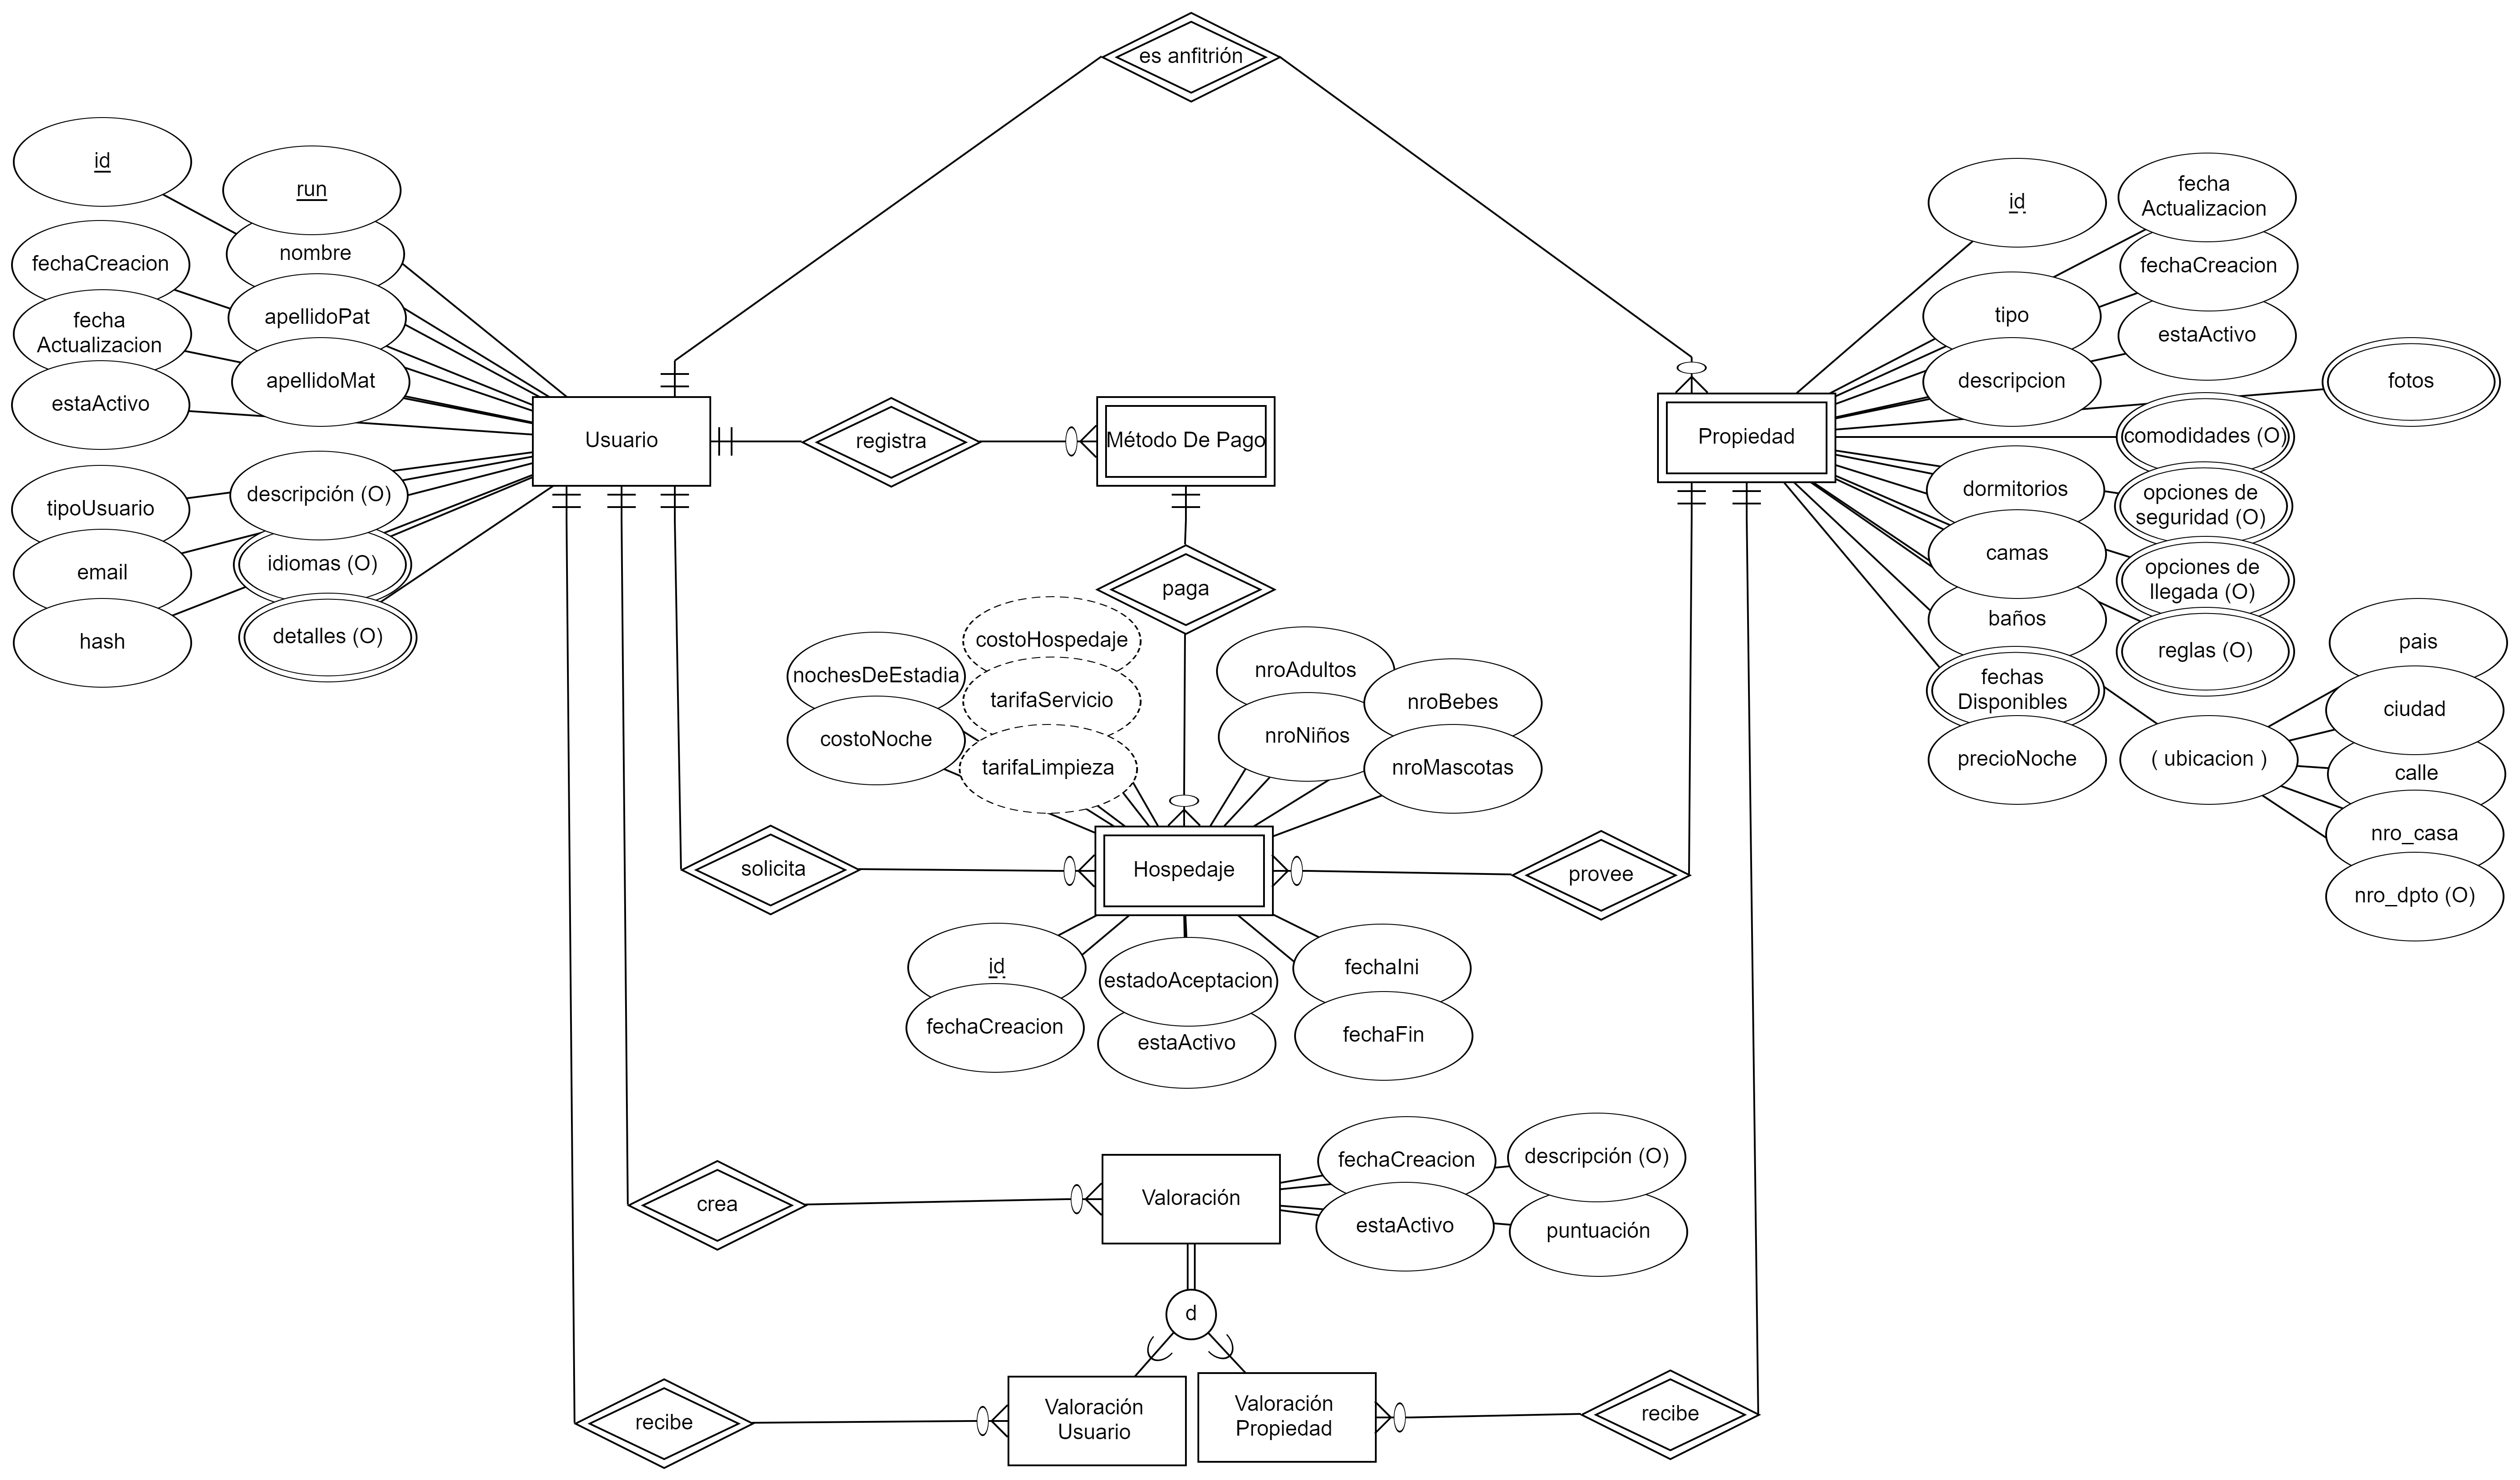 es anfitrión
id
run
fechaCreacion
nombre
fecha
Actualizacion
apellidoPat
estaActivo
apellidoMat
tipoUsuario
descripción (O)
email
idiomas (O)
hash
detalles (O)
Usuario
registra
Método De Pago
Propiedad
id
fecha
Actualizacion
fechaCreacion
tipo
estaActivo
descripcion
fotos
comodidades (O)
dormitorios
opciones de
seguridad (O)
camas
opciones de
llegada (O)
baños
reglas (O)
fechas
Disponibles
precioNoche
( ubicacion )
pais
ciudad
calle
nro_casa
nro_dpto (O)
paga
costoHospedaje
nochesDeEstadia
tarifaServicio
costoNoche
tarifaLimpieza
nroAdultos
nroBebes
nroNiños
nroMascotas
solicita
Hospedaje
provee
id
fechaCreacion
estadoAceptacion
estaActivo
fechaIni
fechaFin
crea
Valoración
fechaCreacion
descripción (O)
estaActivo
puntuación
d
recibe
Valoración
Usuario
Valoración
Propiedad
recibe